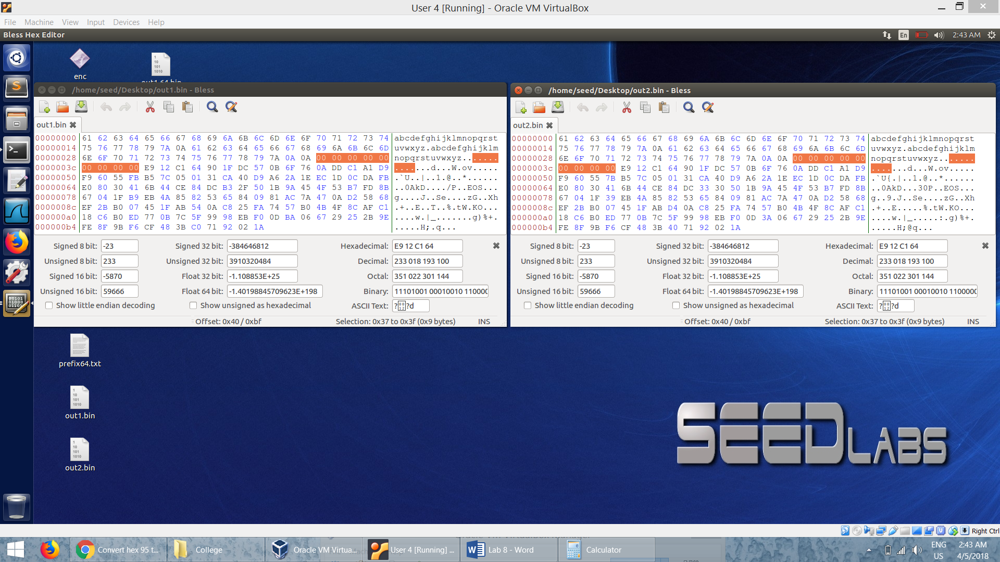 User 4 [Running] - Oracle VM VirtualBox
File Machine View Input Devices Help
Bless Hex Editor
En 2:43 AM
enc
/home/seed/Desktop/out1.bin - Bless
out1.bin
00000000 61 62 63 64 65 66 67 68 69 6A 6B 6C 6D 6E 6F 70 71 72 73 74 abcdefghijklmnopqrst
00000014 75 76 77 78 79 7A 0A 61 62 63 64 65 66 67 68 69 6A 6B 6C 6D uvwxyz.abcdefghijklm
00000028 6E 6F 70 71 72 73 74 75 76 77 78 79 7A 0A 0A 00 00 00 00 00 nopqrstuvwxyz.......
0000003c 00 00 00 00 E9 12 C1 64 90 1F DC 57 0B 6F 76 0A DD C1 A1 D9 .......d...W.ov.....
00000050 F9 60 55 FB B5 7C 05 01 31 CA 40 D9 A6 2A 1E EC 1D 0C DA FB .`U..|..1.@..*......
00000064 E0 80 30 41 6B 44 CE 84 DC B3 2F 50 1B 9A 45 4F 53 B7 FD 8B ..0AkD..../P..EOS...
00000078 67 04 1F B9 EB 4A 85 82 53 65 84 09 81 AC 7A 47 0A D2 58 68 g....J..Se....zG..Xh
0000008c EF 2B B0 07 45 1F AB 54 0A C8 25 FA 74 57 B0 4B 4F 8C AF C1 .+..E..T..%.tW.KO...
000000a0 18 C6 B0 ED 77 0B 7C 5F 99 98 EB F0 0D BA 06 67 29 25 2B 9E ....w.|_.......g)%+.
000000b4 FE 8F 9B F6 CF 48 3B C0 71 92 02 1A .....H;.q...
Signed 8 bit: -23 Signed 32 bit: -384646812 Hexadecimal: E9 12 C1 64
Unsigned 8 bit: 233 Unsigned 32 bit: 3910320484 Decimal: 233 018 193 100
Signed 16 bit: -5870 Float 32 bit: -1.108853E+25 Octal: 351 022 301 144
Unsigned 16 bit: 59666 Float 64 bit: -1.40198845709623E+198 Binary: 11101001 00010010 110000
Show little endian decoding Show unsigned as hexadecimal ASCII Text: ?�?d
Offset: 0x40 / 0xbf Selection: 0x37 to 0x3f (0x9 bytes) INS
/home/seed/Desktop/out2.bin - Bless
out2.bin
00000000 61 62 63 64 65 66 67 68 69 6A 6B 6C 6D 6E 6F 70 71 72 73 74 abcdefghijklmnopqrst
00000014 75 76 77 78 79 7A 0A 61 62 63 64 65 66 67 68 69 6A 6B 6C 6D uvwxyz.abcdefghijklm
00000028 6E 6F 70 71 72 73 74 75 76 77 78 79 7A 0A 0A 00 00 00 00 00 nopqrstuvwxyz.......
0000003c 00 00 00 00 E9 12 C1 64 90 1F DC 57 0B 6F 76 0A DD C1 A1 D9 .......d...W.ov.....
00000050 F9 60 55 7B B5 7C 05 01 31 CA 40 D9 A6 2A 1E EC 1D 0C DA FB .`U{.|..1.@..*......
00000064 E0 80 30 41 6B 44 CE 84 DC 33 30 50 1B 9A 45 4F 53 B7 FD 8B ..0AkD...30P..EOS...
00000078 67 04 1F 39 EB 4A 85 82 53 65 84 09 81 AC 7A 47 0A D2 58 68 g..9.J..Se....zG..Xh
0000008c EF 2B B0 07 45 1F AB D4 0A C8 25 FA 74 57 B0 4B 4F 8C AF C1 .+..E.....%.tW.KO...
000000a0 18 C6 B0 ED 77 0B 7C 5F 99 98 EB F0 0D 3A 06 67 29 25 2B 9E ....w.|_.....:.g)%+.
000000b4 FE 8F 9B F6 CF 48 3B 40 71 92 02 1A .....H;@q...
Signed 8 bit: -23 Signed 32 bit: -384646812 Hexadecimal: E9 12 C1 64
Unsigned 8 bit: 233 Unsigned 32 bit: 3910320484 Decimal: 233 018 193 100
Signed 16 bit: -5870 Float 32 bit: -1.108853E+25 Octal: 351 022 301 144
Unsigned 16 bit: 59666 Float 64 bit: -1.40198845709623E+198 Binary: 11101001 00010010 110000
Show little endian decoding Show unsigned as hexadecimal ASCII Text: ?�?d
Offset: 0x40 / 0xbf Selection: 0x37 to 0x3f (0x9 bytes) INS
prefix64.txt
out1.bin
out2.bin
SEEDLABS
Right Ctrl
Convert hex 95 t...
College
Oracle VM Virtua...
User 4 [Running] ...
Lab 8 - Word
Calculator
ENG
US
2:43 AM
4/5/2018